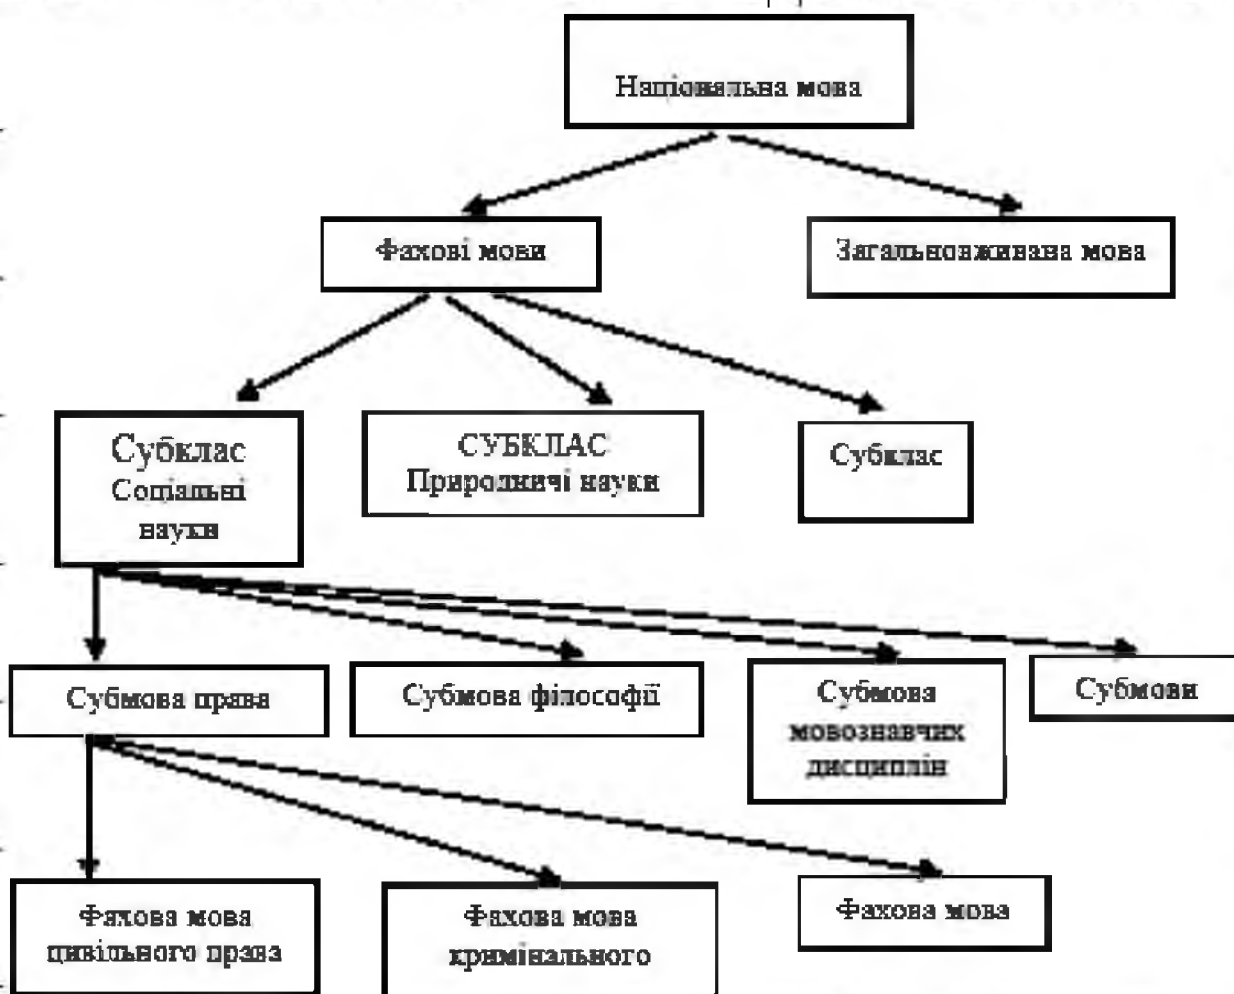 Національна мова
Фахові мови
Загальновживана мова
Субклас
Соціальні
науки
СУБКЛАС
Природничі науки
Субклас
Субмова права
Субмова філософії
Субмова
мовознавчих
дисциплін
Субмови
Фахова мова
цивільного права
Фахова мова
кримінального
Фахова мова